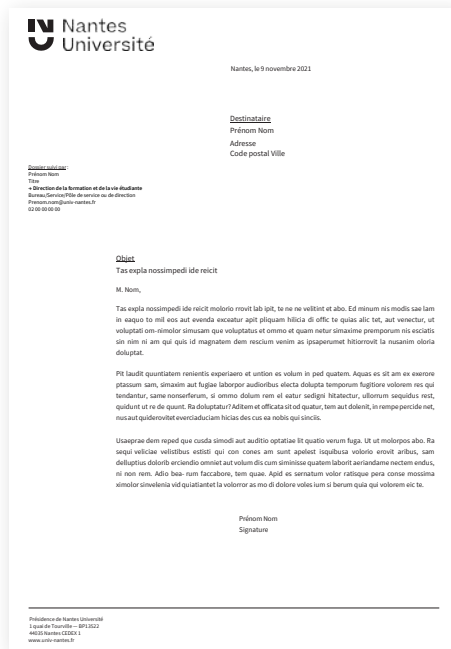 Nantes
Université
Nantes, le 9 novembre 2021
Destinataire
Prénom Nom
Adresse
Code postal Ville
Dossier suivi par :
Prénom Nom
Titre
→ Direction de la formation et de la vie étudiante
Bureau/Service/Pôle de service ou de direction
Prenom.nom@univ-nantes.fr
02 00 00 00 00
Objet
Tas expla nossimpedi ide reicit
M. Nom,
Tas expla nossimpedi ide reicit molorio rrovit lab ipit, te ne ne velitint et abo. Ed minum nis modis sae lam
in eaquo to mil eos aut evenda exceatur apit pliquam hilicia di offic te quias alic tet, aut venectur, ut
voluptati om-nimolor simusam que voluptatus et ommo et quam netur simaxime premporum nis esciatis
sin nim ni am qui quis id magnatem dem rescium venim as ipsaperumet hitiorrovit la nusanim oloria
doluptat.
Pit laudit quuntiatem renientis experiaero et untion es volum in ped quatem. Aquas es sit am ex exerore
ptassum sam, simaxim aut fugiae laborpor audioribus electa dolupta temporum fugitiore volorem res qui
tendantur, same nonserferum, si ommo dolum rem el eatur sedigni hitatectur, ullorrum sequidus rest,
quidunt ut re de quunt. Ra doluptatur? Aditem et officata sit od quatur, tem aut dolenit, in rempe percide net,
nus aut quiderovitet everciaduciam hicias des cus ea nobis qui sinciis.
Usaeprae dem reped que cusda simodi aut auditio optatiae lit quatio verum fuga. Ut ut molorpos abo. Ra
sequi veliciae velistibus estisti qui con cones am sunt apelest isquibusa volorio erovit aribus, sam
delluptius dolorib erciendio omniet aut volum dis cum siminisse quatem laborit aeriandame nectem endus,
ni non rem. Adio bea- rum faccabore, tem quae. Apid es sernatum volor ratisque pera conse mossima
ximolor sinvelenia vid quiatiantet la volorror as mo di dolore voles ium si berum quia qui volorem eic te.
Prénom Nom
Signature
Présidence de Nantes Université
1 quai de Tourville — BP13522
44035 Nantes CEDEX 1
www.univ-nantes.fr